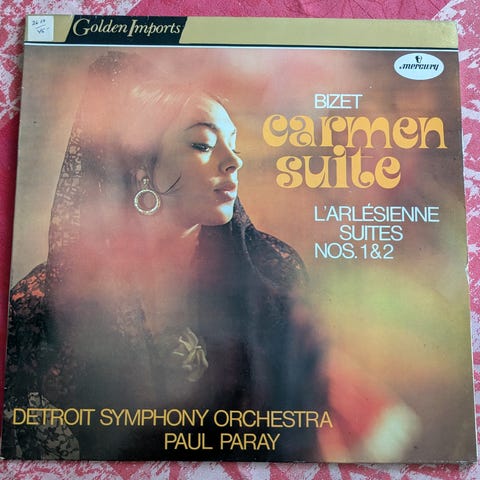 Golden Imports
mercury
BIZET
carmen
suite
L'ARLÉSIENNE
SUITES
NOS. 1&2
DETROIT SYMPHONY ORCHESTRA
PAUL PARAY